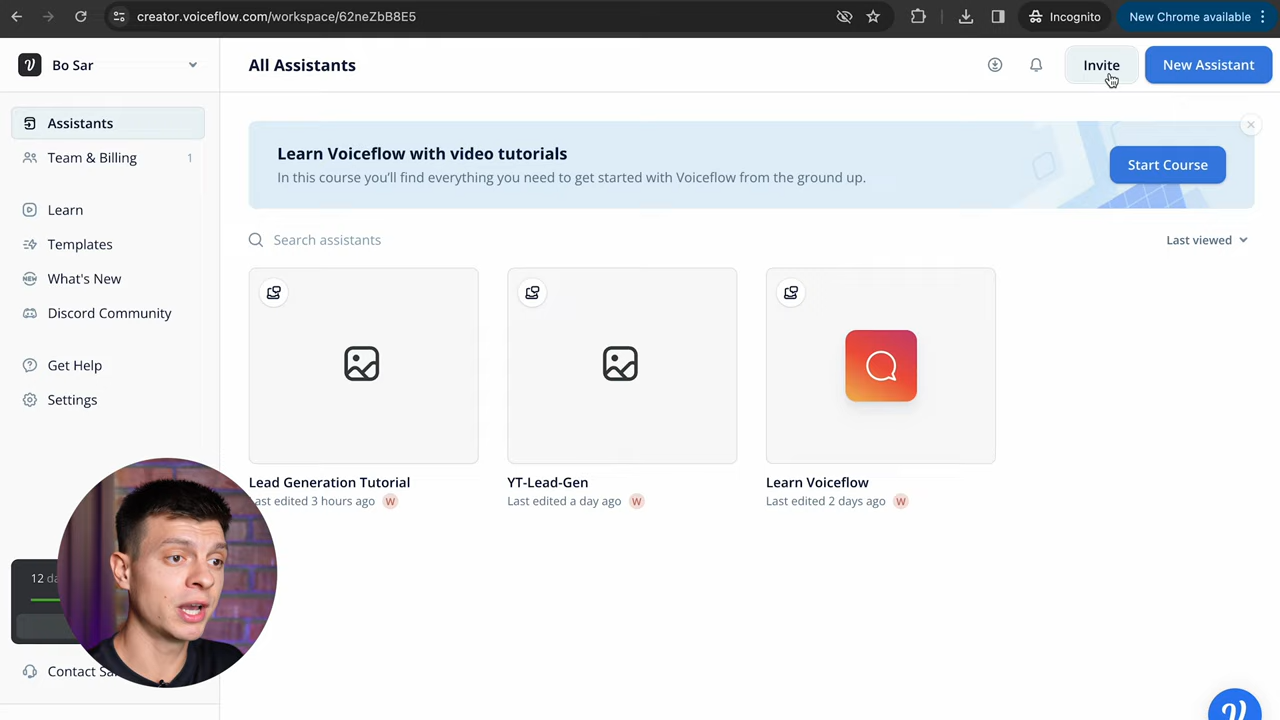 creator.voiceflow.com/workspace/62neZbB8E5
Incognito
New Chrome available
Bo Sar
All Assistants
Invite
New Assistant
Assistants
Team & Billing
1
Learn
Templates
What's New
Discord Community
Get Help
Settings
Learn Voiceflow with video tutorials
In this course you'll find everything you need to get started with Voiceflow from the ground up.
Start Course
Search assistants
Last viewed
Lead Generation Tutorial
Last edited 3 hours ago W
YT-Lead-Gen
Last edited a day ago W
Learn Voiceflow
Last edited 2 days ago W
12
Contact